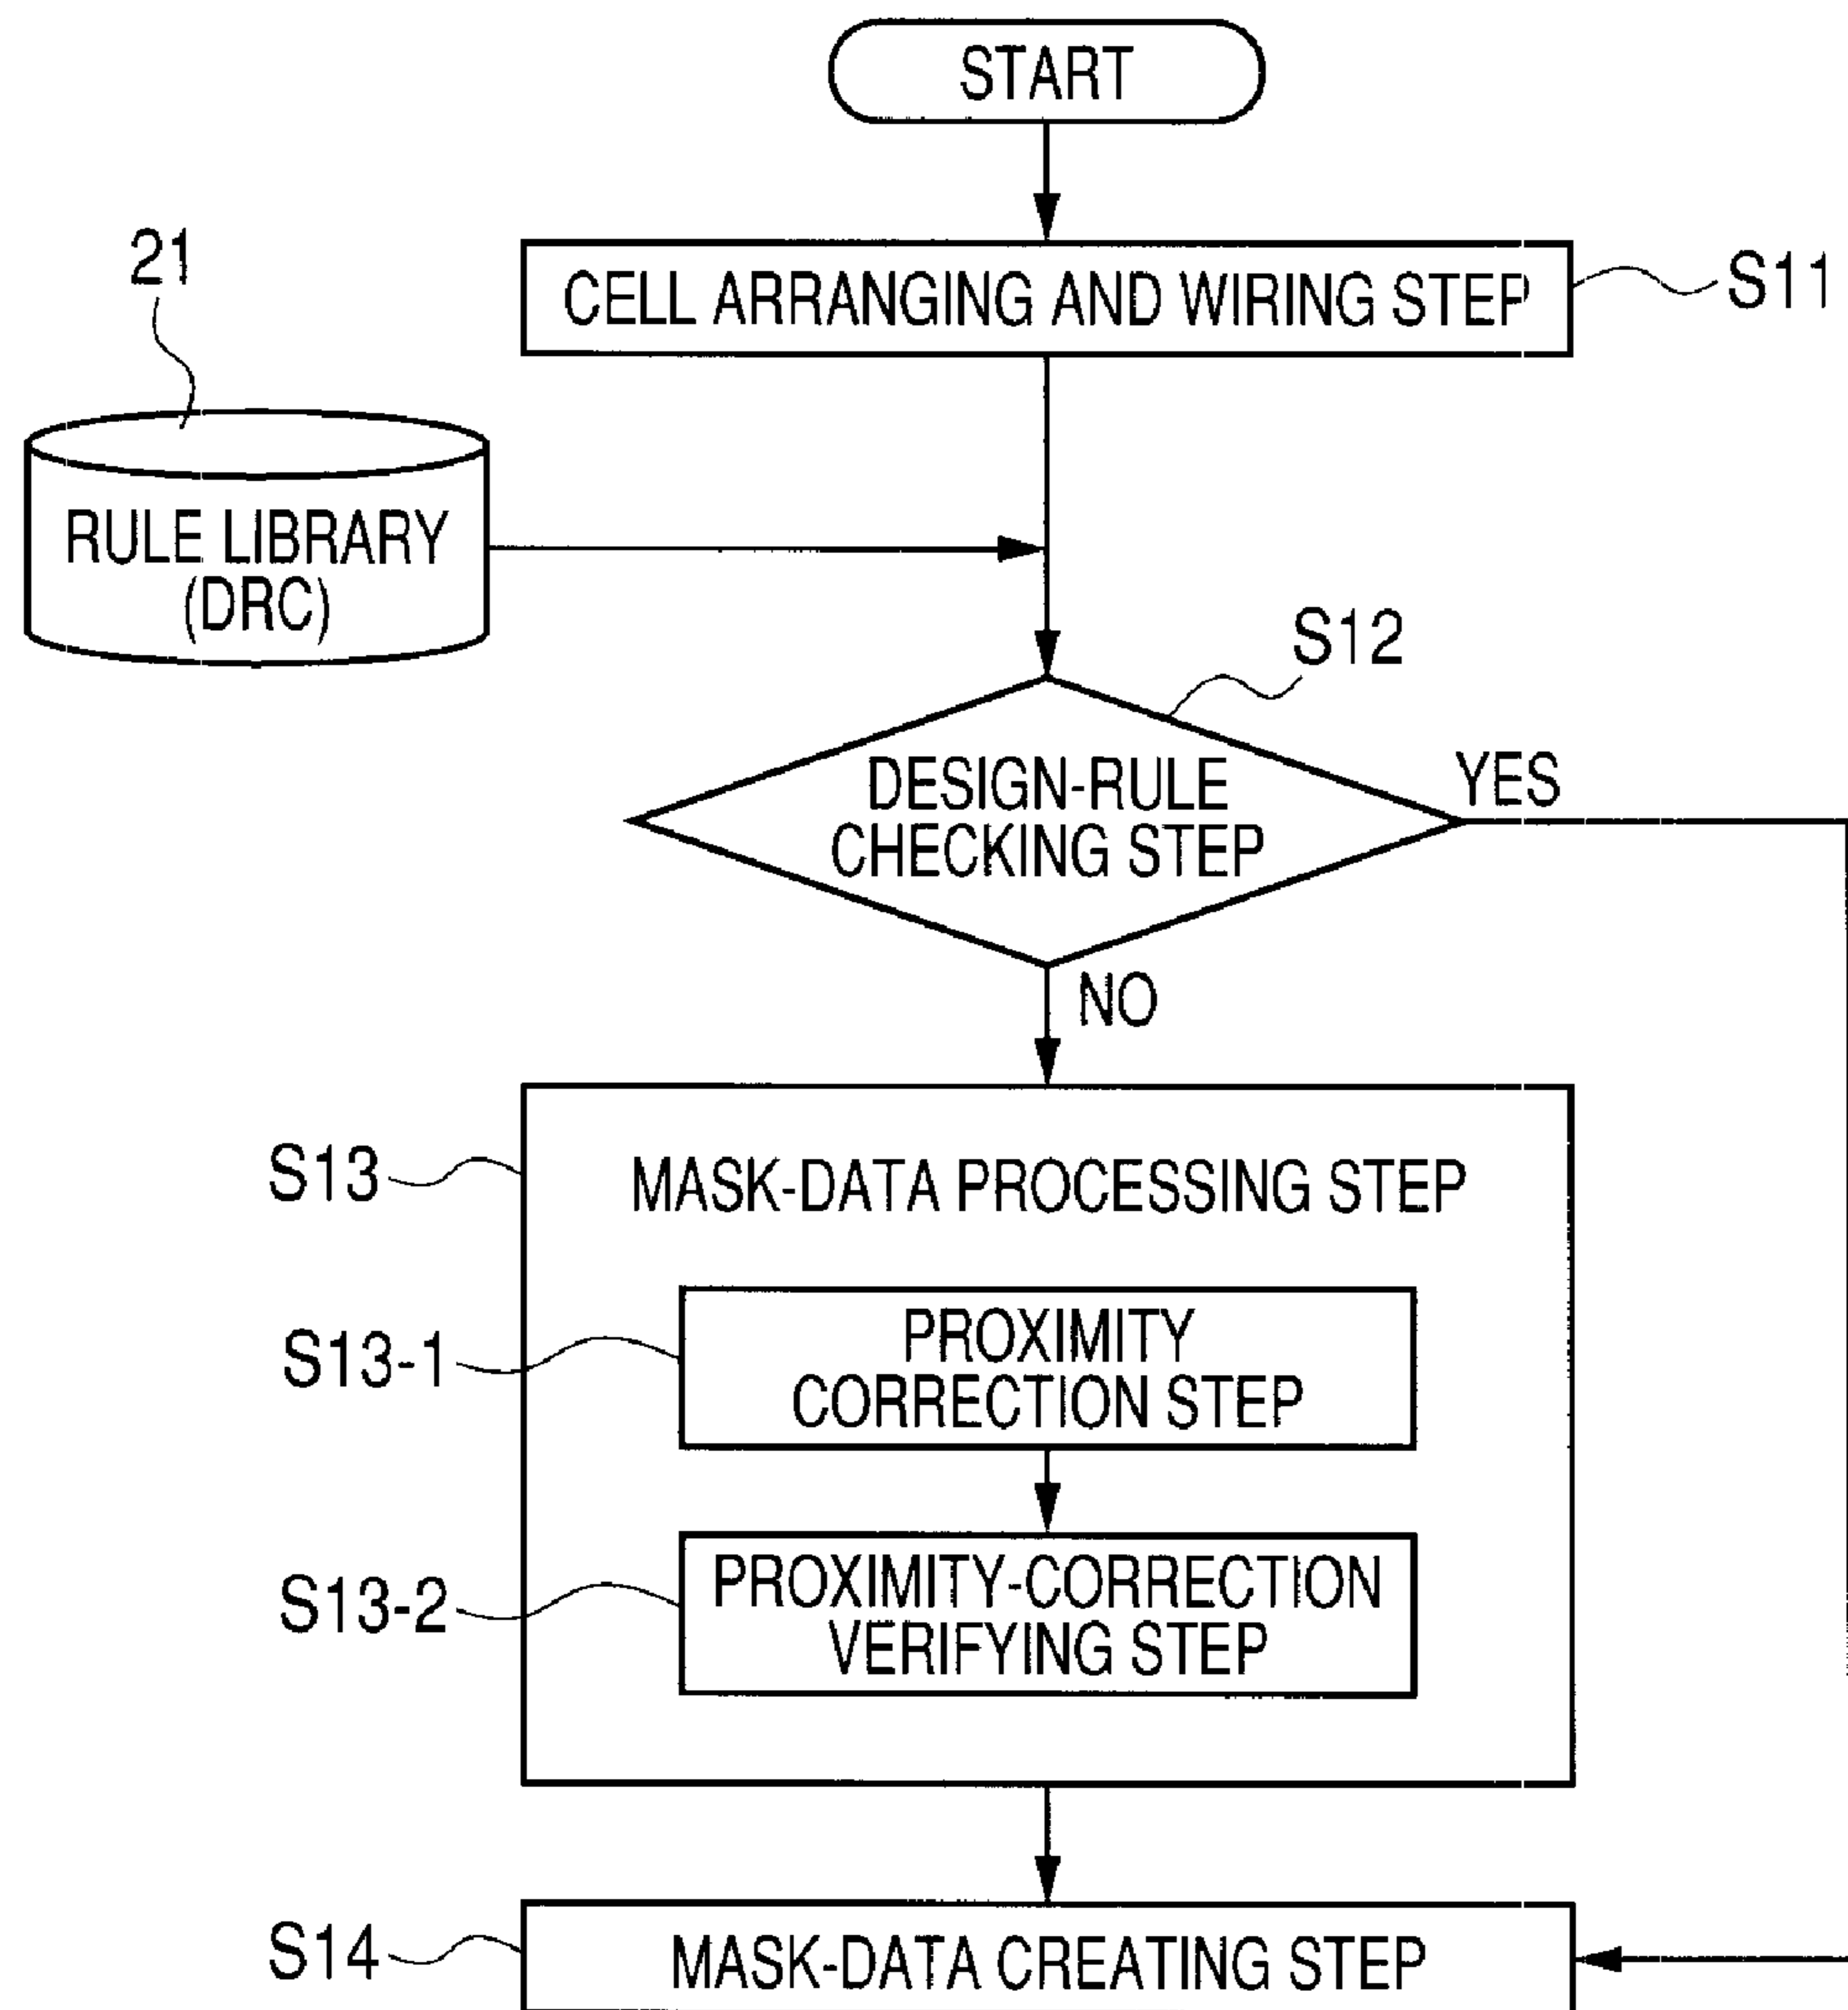 START
21
CELL ARRANGING AND WIRING STEP
S11
RULE LIBRARY
(DRC)
S12
DESIGN-RULE
CHECKING STEP
YES
NO
S13
MASK-DATA PROCESSING STEP
S13-1
PROXIMITY
CORRECTION STEP
S13-2
PROXIMITY-CORRECTION
VERIFYING STEP
S14
MASK-DATA CREATING STEP